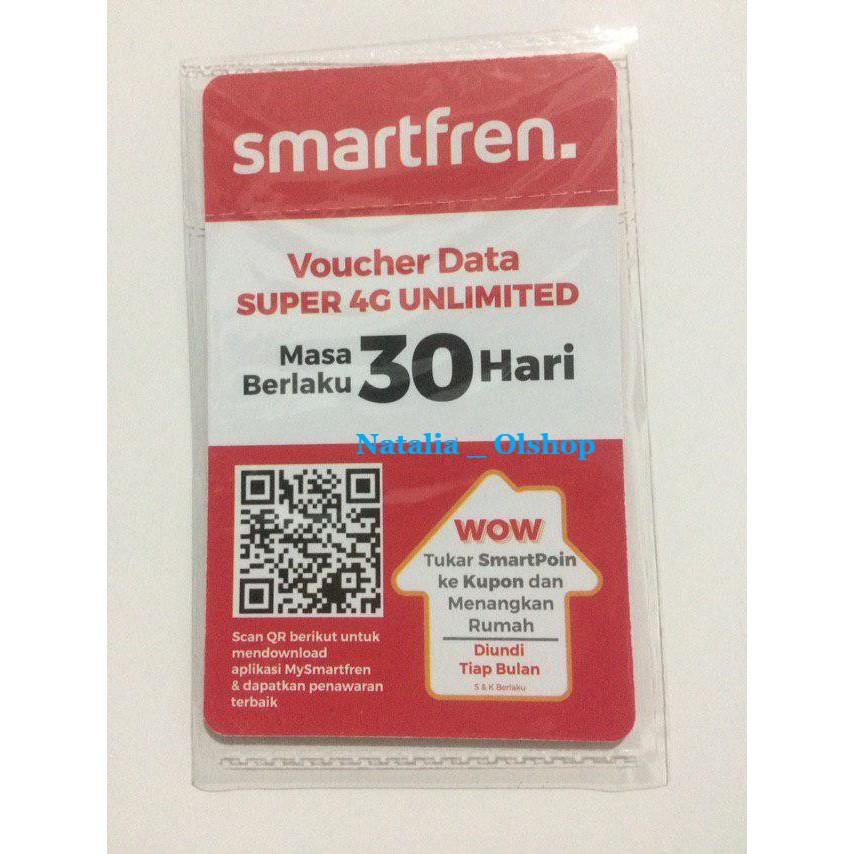 smartfren.
Voucher Data
SUPER 4G UNLIMITED
Masa
Berlaku
30
Hari
Natalia _ Olshop
Scan QR berikut untuk
mendownload
aplikasi MySmartfren
& dapatkan penawaran
terbaik
WOW
Tukar SmartPoin
ke Kupon dan
Menangkan
Rumah
Diundi
Tiap Bulan
S & K Berlaku